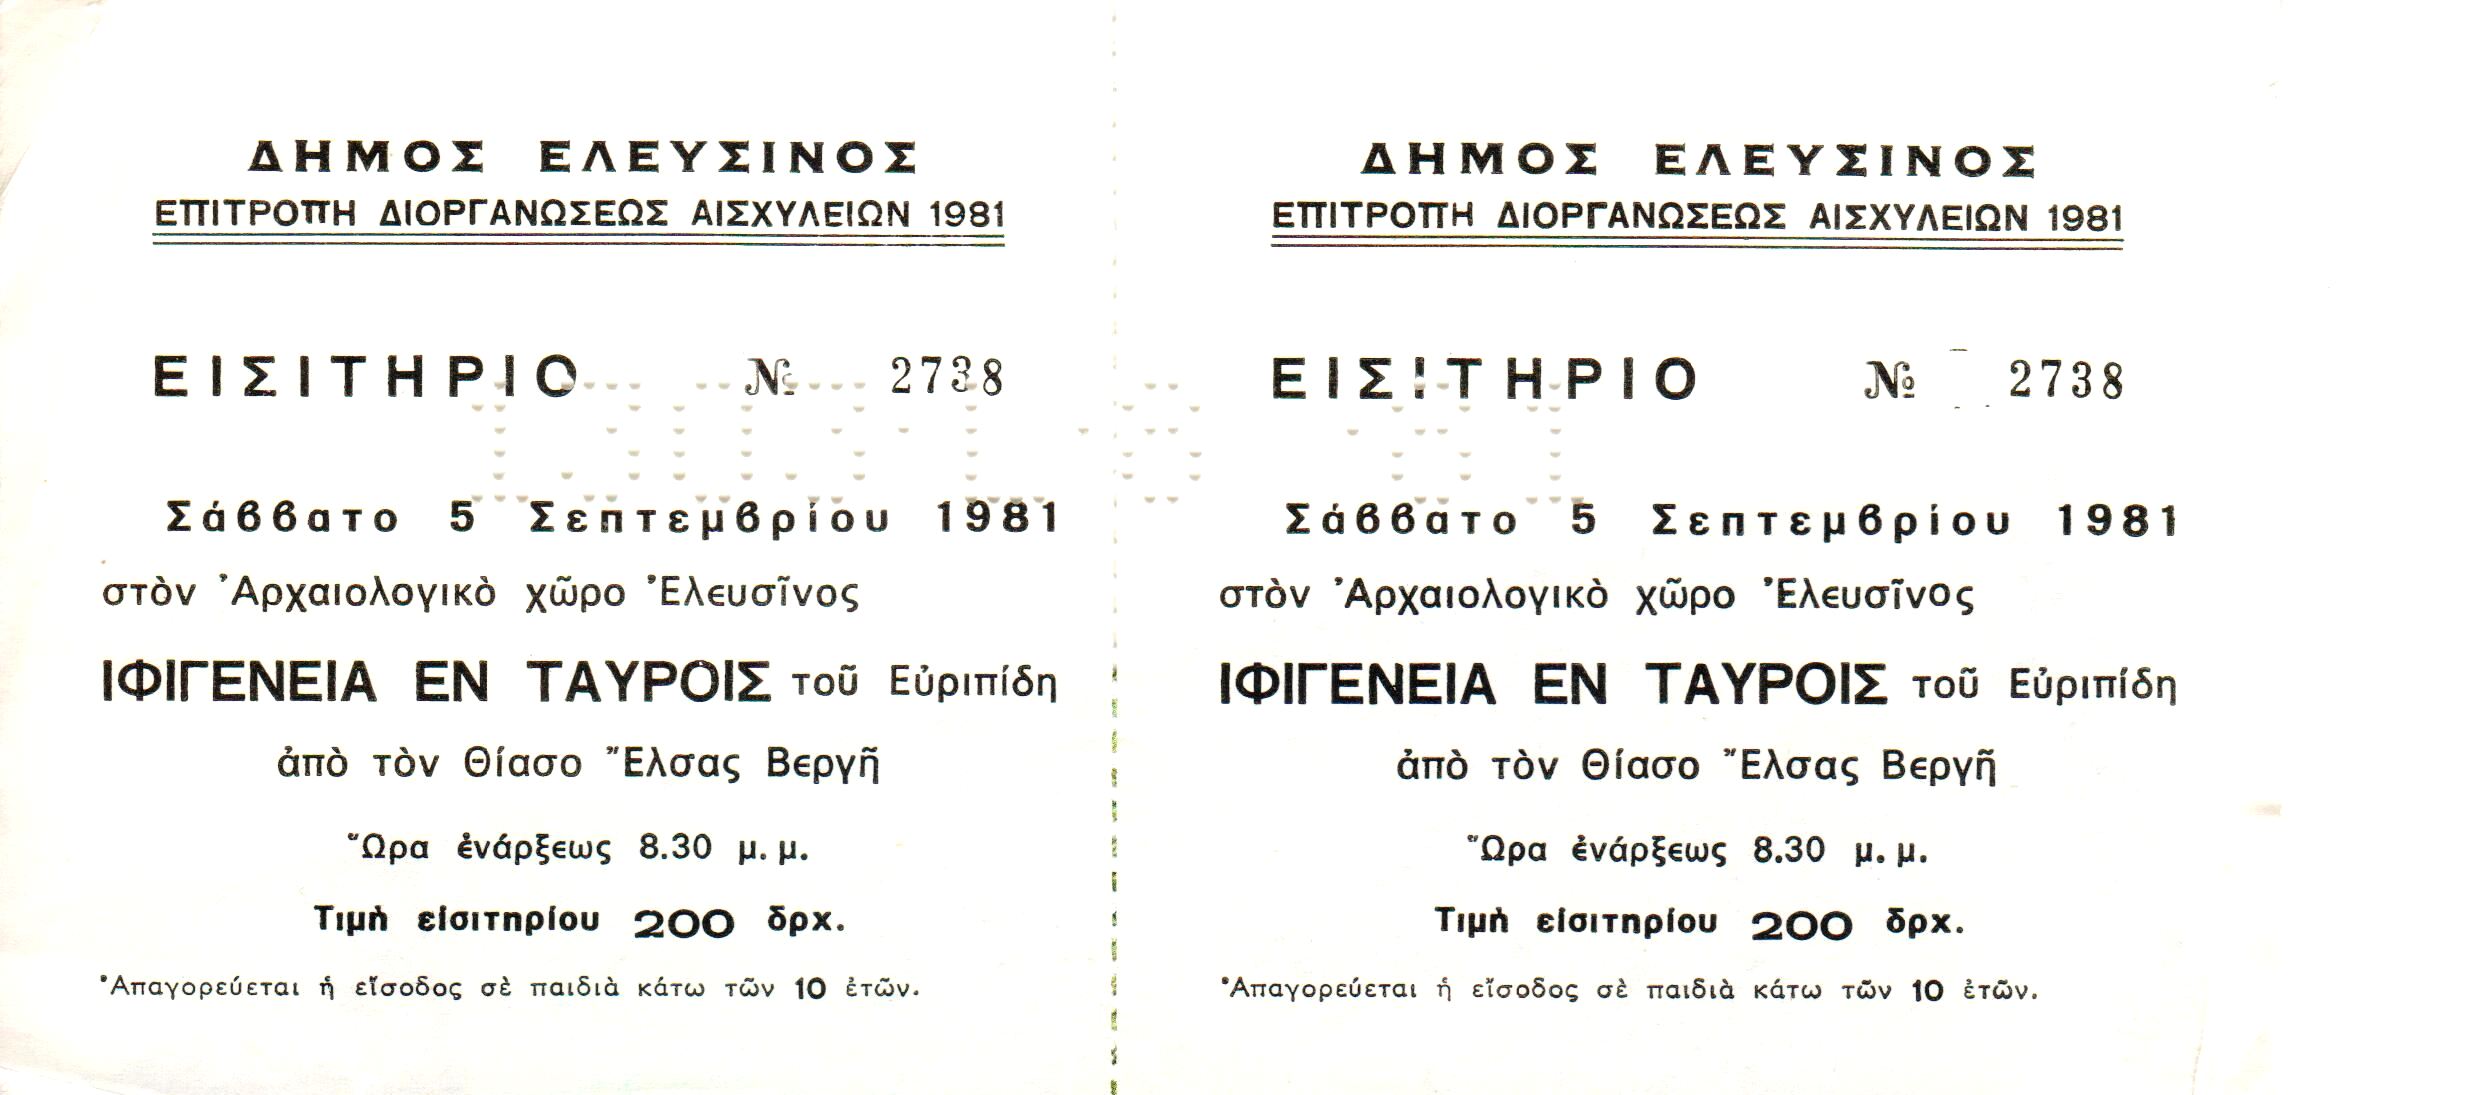 ΔΗΜΟΣ ΕΛΕΥΣΙΝΟΣ
ΕΠΙΤΡΟΠΗ ΔΙΟΡΓΑΝΩΣΕΩΣ ΑΙΣΧΥΛΕΙΩΝ 1981
ΕΙΣΙΤΗΡΙΟ № 2738
Σάββατο 5 Σεπτεμβρίου 1981
στὸν Ἀρχαιολογικὸ χῶρο Ἐλευσῖνος
ΙΦΙΓΕΝΕΙΑ ΕΝ ΤΑΥΡΟΙΣ τοῦ Εὐριπίδη
ἀπὸ τὸν Θίασο Ἔλσας Βεργῆ
Ὥρα ἐνάρξεως 8.30 μ.μ.
Τιμὴ εἰσιτηρίου 200 δρχ.
Ἀπαγορεύεται ἡ εἴσοδος σὲ παιδιὰ κάτω τῶν 10 ἐτῶν.
ΔΗΜΟΣ ΕΛΕΥΣΙΝΟΣ
ΕΠΙΤΡΟΠΗ ΔΙΟΡΓΑΝΩΣΕΩΣ ΑΙΣΧΥΛΕΙΩΝ 1981
ΕΙΣΙΤΗΡΙΟ № 2738
Σάββατο 5 Σεπτεμβρίου 1981
στὸν Ἀρχαιολογικὸ χῶρο Ἐλευσῖνος
ΙΦΙΓΕΝΕΙΑ ΕΝ ΤΑΥΡΟΙΣ τοῦ Εὐριπίδη
ἀπὸ τὸν Θίασο Ἔλσας Βεργῆ
Ὥρα ἐνάρξεως 8.30 μ.μ.
Τιμὴ εἰσιτηρίου 200 δρχ.
Ἀπαγορεύεται ἡ εἴσοδος σὲ παιδιὰ κάτω τῶν 10 ἐτῶν.